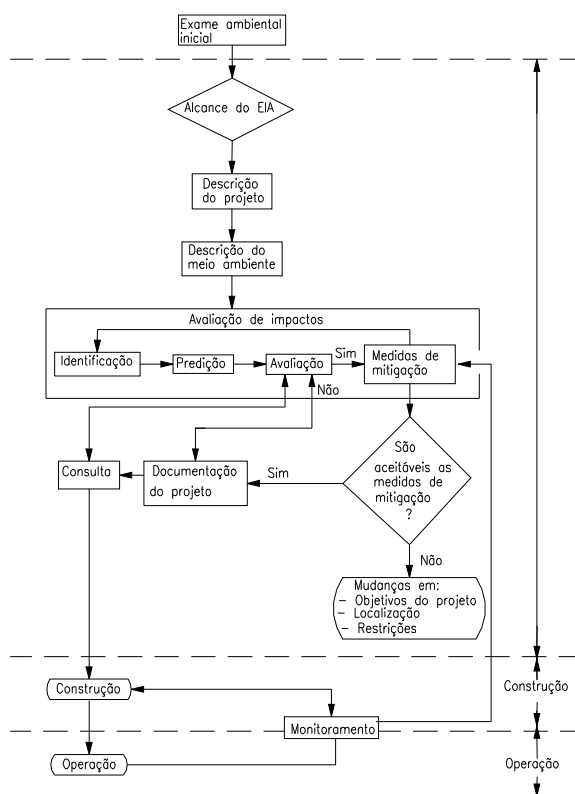 Exame ambiental
inicial
Alcance do EIA
Descrição
do projeto
Descrição do
meio ambiente
Avaliação de impactos
Identificação
Predição
Avaliação
Sim
Medidas de
mitigação
Não
São
aceitáveis as
medidas de
mitigação
?
Consulta
Documentação
do projeto
Sim
Não
Mudanças em:
– Objetivos do projeto
– Localização
– Restrições
Construção
Construção
Monitoramento
Operação
Operação